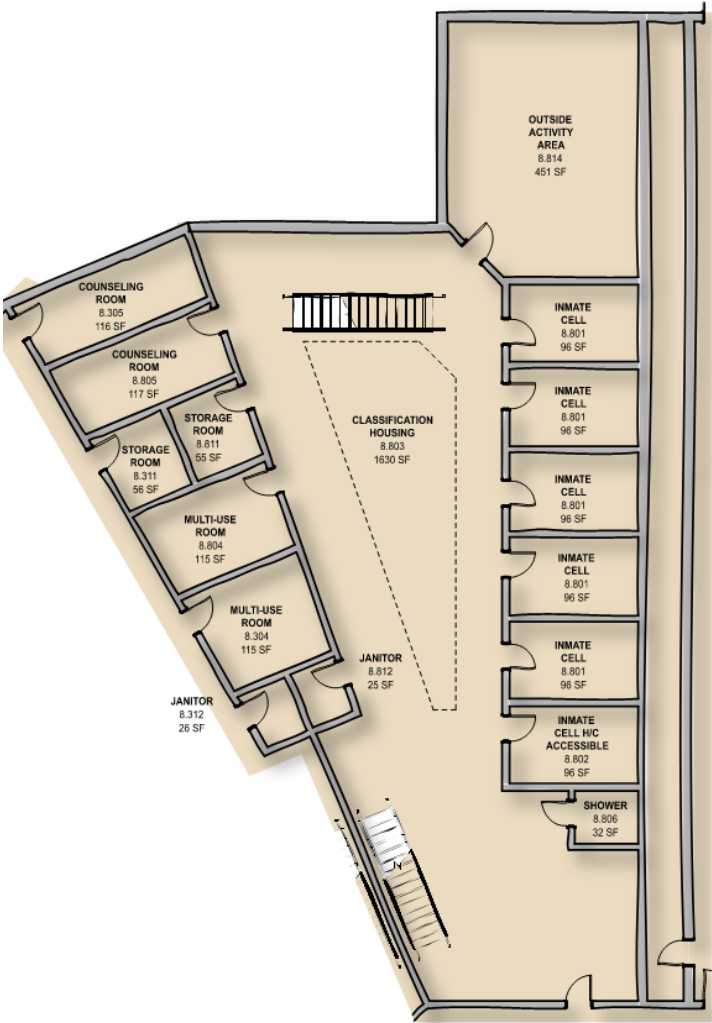 OUTSIDE
ACTIVITY
AREA
8.814
451 SF
COUNSELING
ROOM
8.305
116 SF
COUNSELING
ROOM
8.805
117 SF
STORAGE
ROOM
8.811
55 SF
STORAGE
ROOM
8.311
56 SF
MULTI-USE
ROOM
8.804
115 SF
MULTI-USE
ROOM
8.304
115 SF
JANITOR
8.812
25 SF
JANITOR
8.312
26 SF
CLASSIFICATION
HOUSING
8.803
1630 SF
INMATE
CELL
8.801
96 SF
INMATE
CELL
8.801
96 SF
INMATE
CELL
8.801
96 SF
INMATE
CELL
8.801
96 SF
INMATE
CELL
8.801
96 SF
INMATE
CELL H/C
ACCESSIBLE
8.802
96 SF
SHOWER
8.806
32 SF